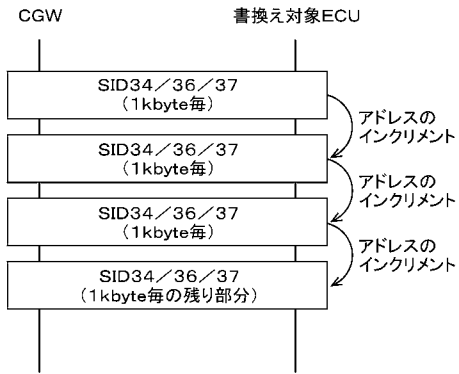 CGW
書換え対象ECU
SID34／36／37
（1kbyte毎）
アドレスの
インクリメント
SID34／36／37
（1kbyte毎）
アドレスの
インクリメント
SID34／36／37
（1kbyte毎）
アドレスの
インクリメント
SID34／36／37
（1kbyte毎の残り部分）